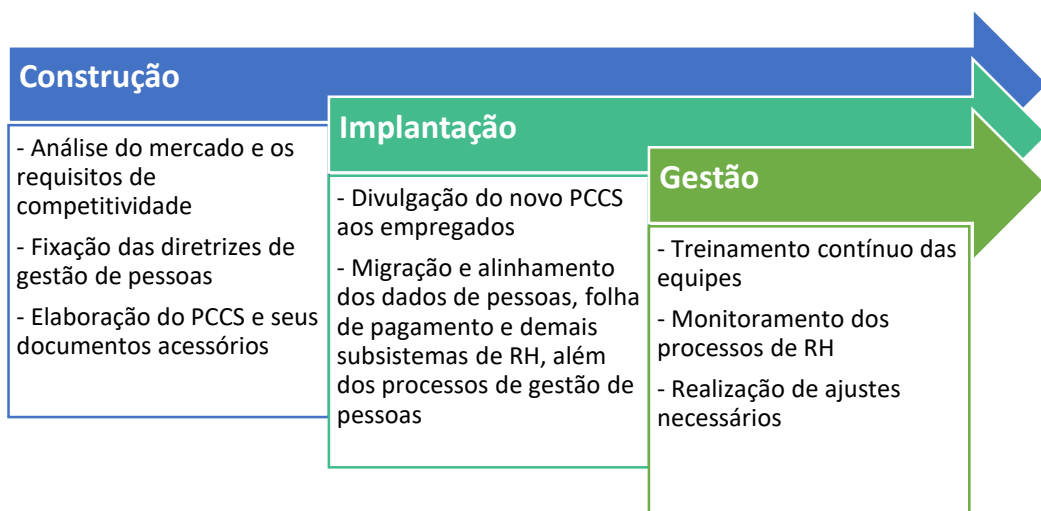 Construção
- Análise do mercado e os
requisitos de
competitividade
- Fixação das diretrizes de
gestão de pessoas
- Elaboração do PCCS e seus
documentos acessórios
Implantação
- Divulgação do novo PCCS
aos empregados
- Migração e alinhamento
dos dados de pessoas, folha
de pagamento e demais
subsistemas de RH, além
dos processos de gestão de
pessoas
Gestão
- Treinamento contínuo das
equipes
- Monitoramento dos
processos de RH
- Realização de ajustes
necessários